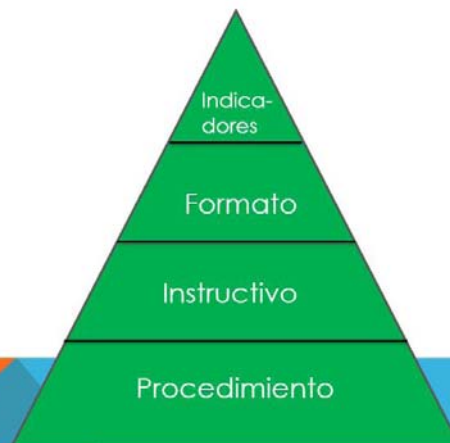 Indica-
dores
Formato
Instructivo
Procedimiento